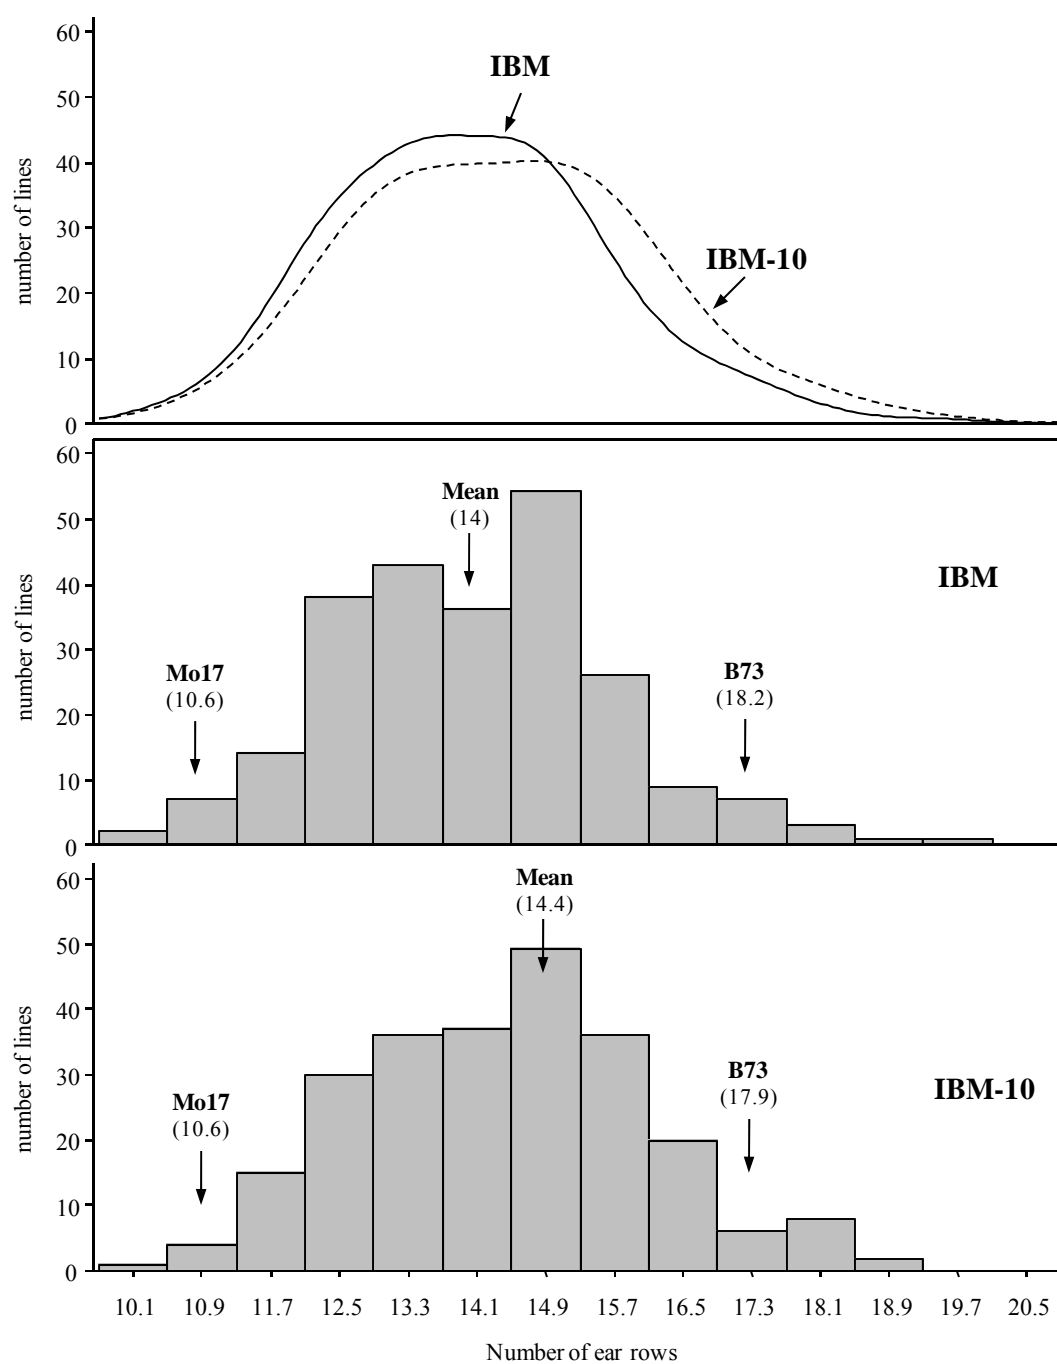 60
50
40
30
20
10
0
number of lines
IBM
IBM-10
60
50
40
30
20
10
0
number of lines
Mean
(14)
IBM
Mo17
(10.6)
B73
(18.2)
60
50
40
30
20
10
0
number of lines
Mean
(14.4)
B73
(17.9)
IBM-10
Mo17
(10.6)
10.1 10.9 11.7 12.5 13.3 14.1 14.9 15.7 16.5 17.3 18.1 18.9 19.7 20.5
Number of ear rows